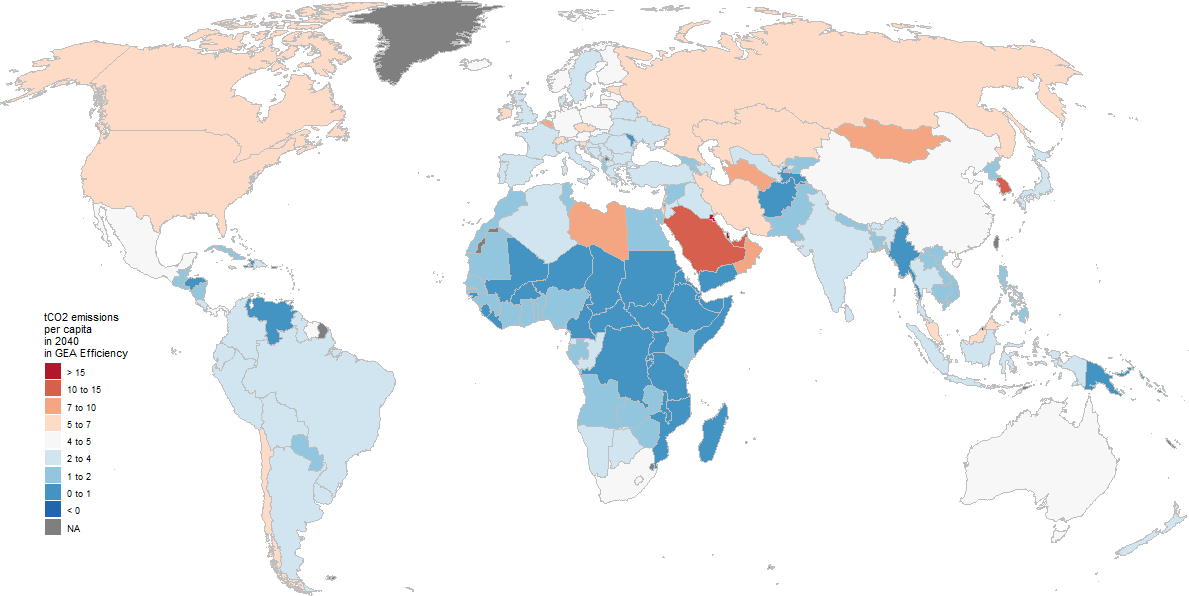 tCO2 emissions
per capita
in 2040
in GEA Efficiency
> 15
10 to 15
7 to 10
5 to 7
4 to 5
2 to 4
1 to 2
0 to 1
< 0
NA